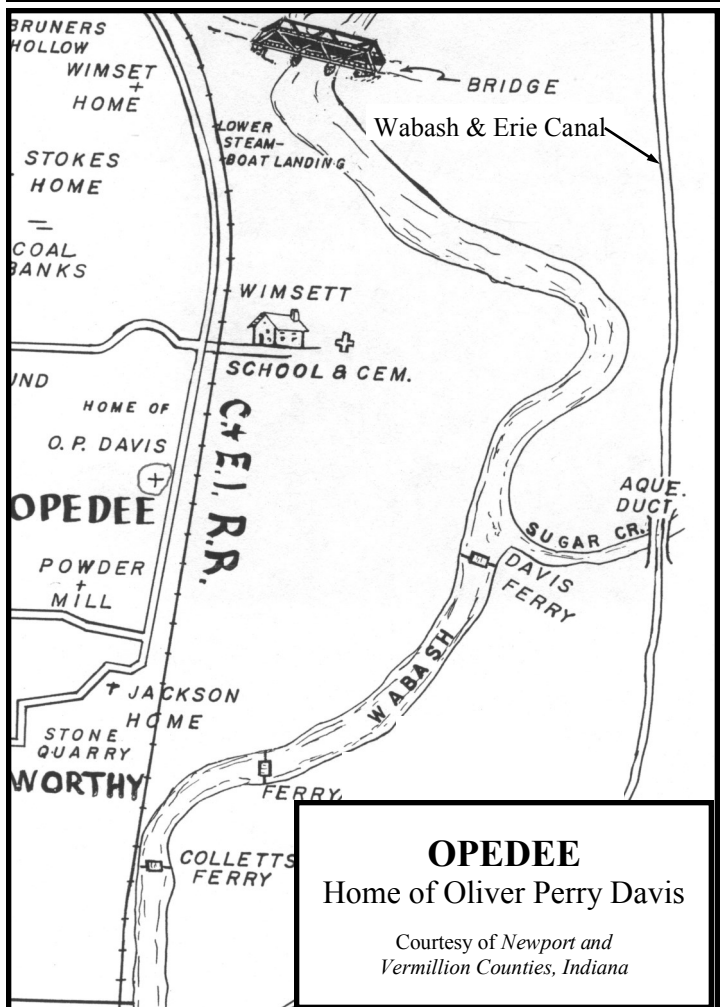 BRUNERS
HOLLOW
WIMSET
HOME
BRIDGE
Wabash & Erie Canal
LOWER
STEAM-
BOAT LANDING
STOKES
HOME
COAL
BANKS
WIMSETT
SCHOOL & CEM.
UND
HOME OF
O.P. DAVIS
OPEDEE
C.+E.I. R.R.
AQUE.
DUCT
SUGAR CR.
DAVIS
FERRY
POWDER
MILL
WABASH
JACKSON
HOME
STONE
QUARRY
WORTHY
FERRY
COLLETTS
FERRY
OPEDEE
Home of Oliver Perry Davis
Courtesy of Newport and
Vermillion Counties, Indiana